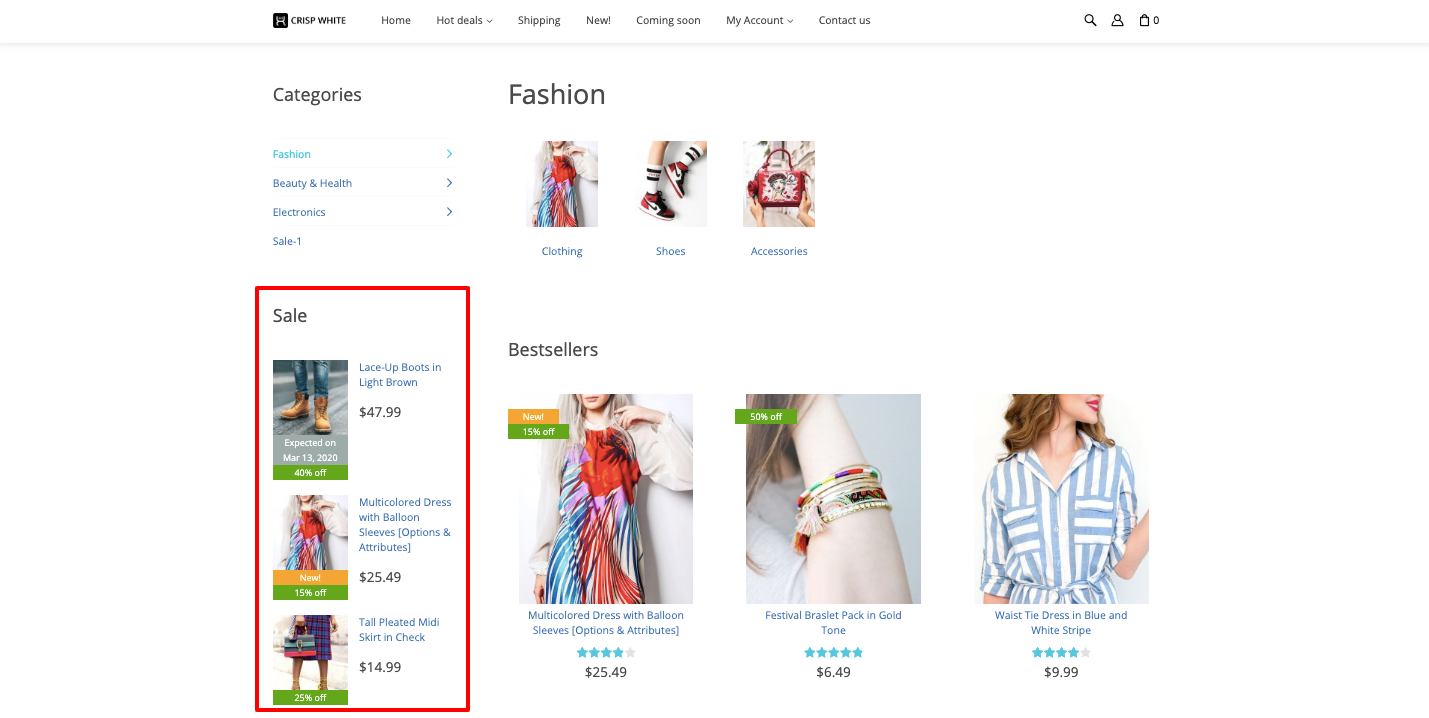 CRISP WHITE
Home
Hot deals
Shipping
New!
Coming soon
My Account
Contact us
0
Categories
Fashion
Beauty & Health
Electronics
Sale-1
Sale
Lace-Up Boots in
Light Brown
$47.99
Expected on
Mar 13, 2020
40% off
Multicolored Dress
with Balloon
Sleeves [Options &
Attributes]
$25.49
New!
15% off
Tall Pleated Midi
Skirt in Check
$14.99
25% off
Fashion
Clothing
Shoes
Accessories
Bestsellers
New!
15% off
Multicolored Dress with Balloon
Sleeves [Options & Attributes]
$25.49
50% off
Festival Braslet Pack in Gold
Tone
$6.49
Waist Tie Dress in Blue and
White Stripe
$9.99